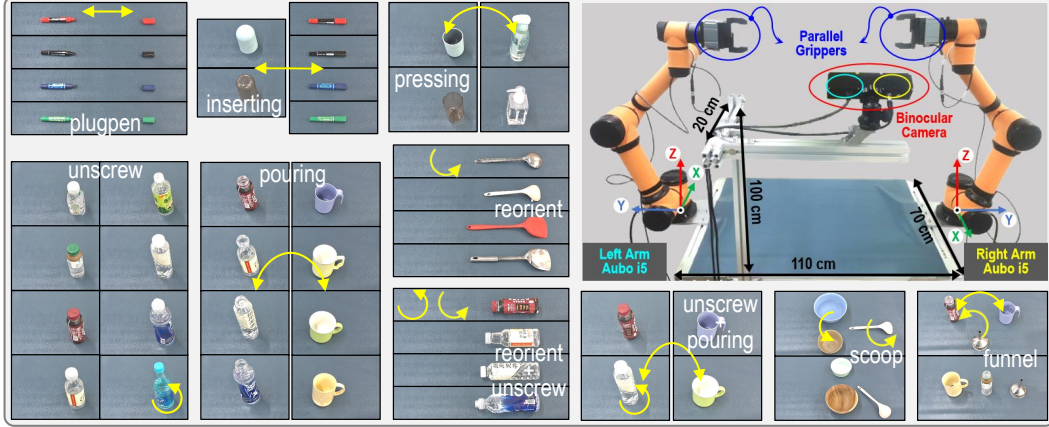 plugpen
inserting
pressing
unscrew
pouring
reorient
reorient
+
unscrew
Parallel
Grippers
Binocular
Camera
20 cm
100 cm
70 cm
110 cm
Z
X
Y
Z
Y
X
Left Arm
Aubo i5
Right Arm
Aubo i5
unscrew
+
pouring
scoop
funnel